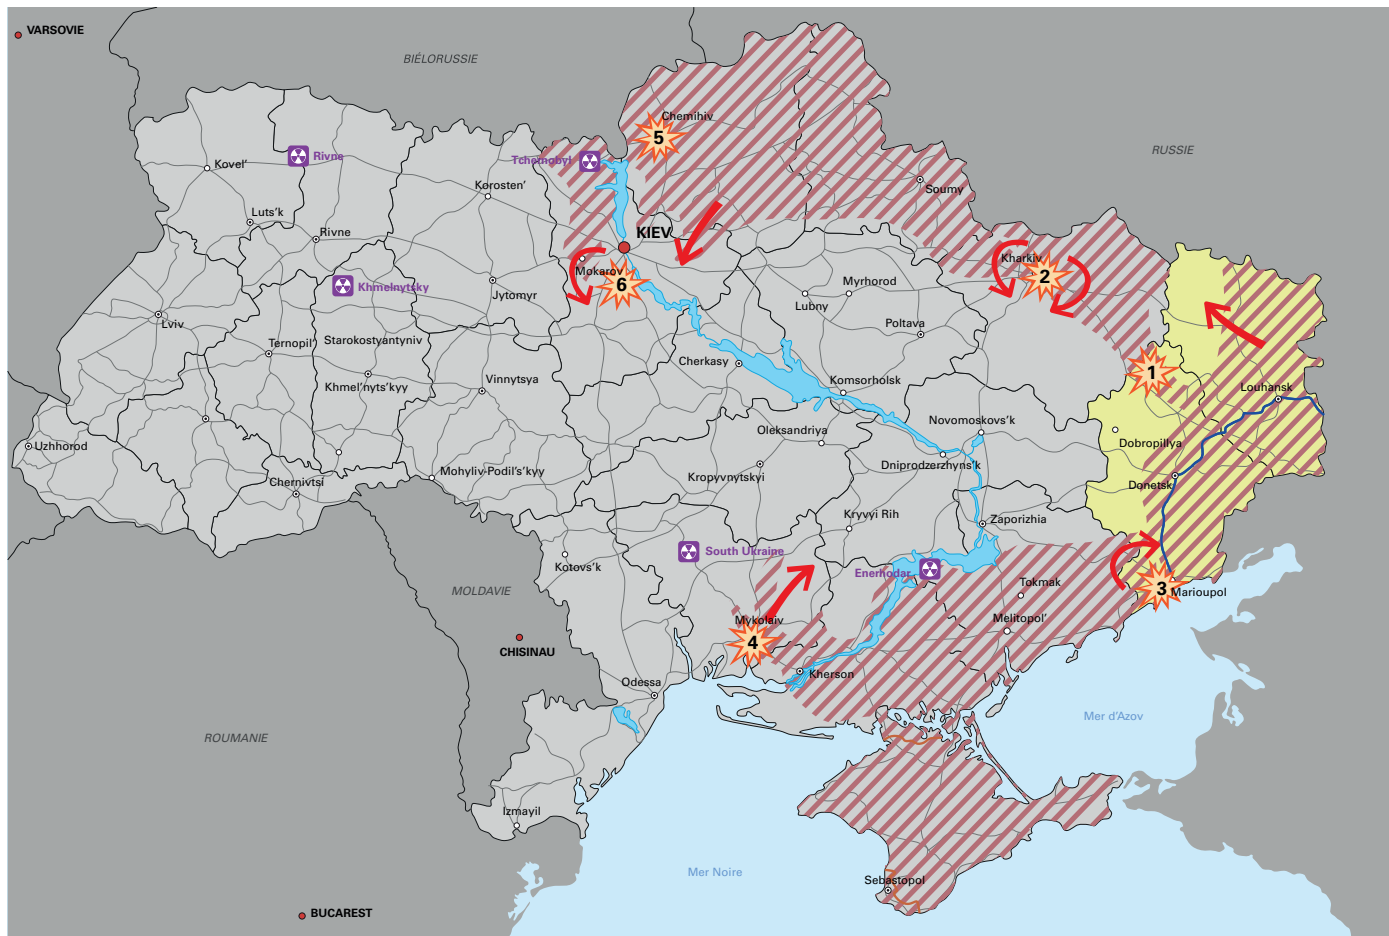 VARSOVIE
BIÉLORUSSIE
Chemihiv
5
RUSSIE
Kovel’
Rivne
Tchernobyl
Korosten’
Soumy
Luts’k
Rivne
KIEV
Kharkiv
2
Mokarov
6
Khmelnytsky
Jytomyr
Myrhorod
Lubny
Lviv
Poltava
Ternopil’
Starokostyantyniv
Cherkasy
1
Khmel’nyts’kyy
Vinnytsya
Komsorholsk
Louhansk
Novomoskovs’k
Oleksandriya
Dobropillya
Uzhhorod
Dniprodzerzhyns’k
Mohyliv-Podil’s’kyy
Kropyvnytskyi
Chernivtsi
Donetsk
Kryvyi Rih
Zaporizhia
South Ukraine
Kotovs’k
Enerhodar
Tokmak
MOLDAVIE
3
Marioupol
Mykolaiv
Melitopol’
4
CHISINAU
Kherson
Odessa
Mer d’Azov
ROUMANIE
Izmayil
Mer Noire
Sebastopol
BUCAREST